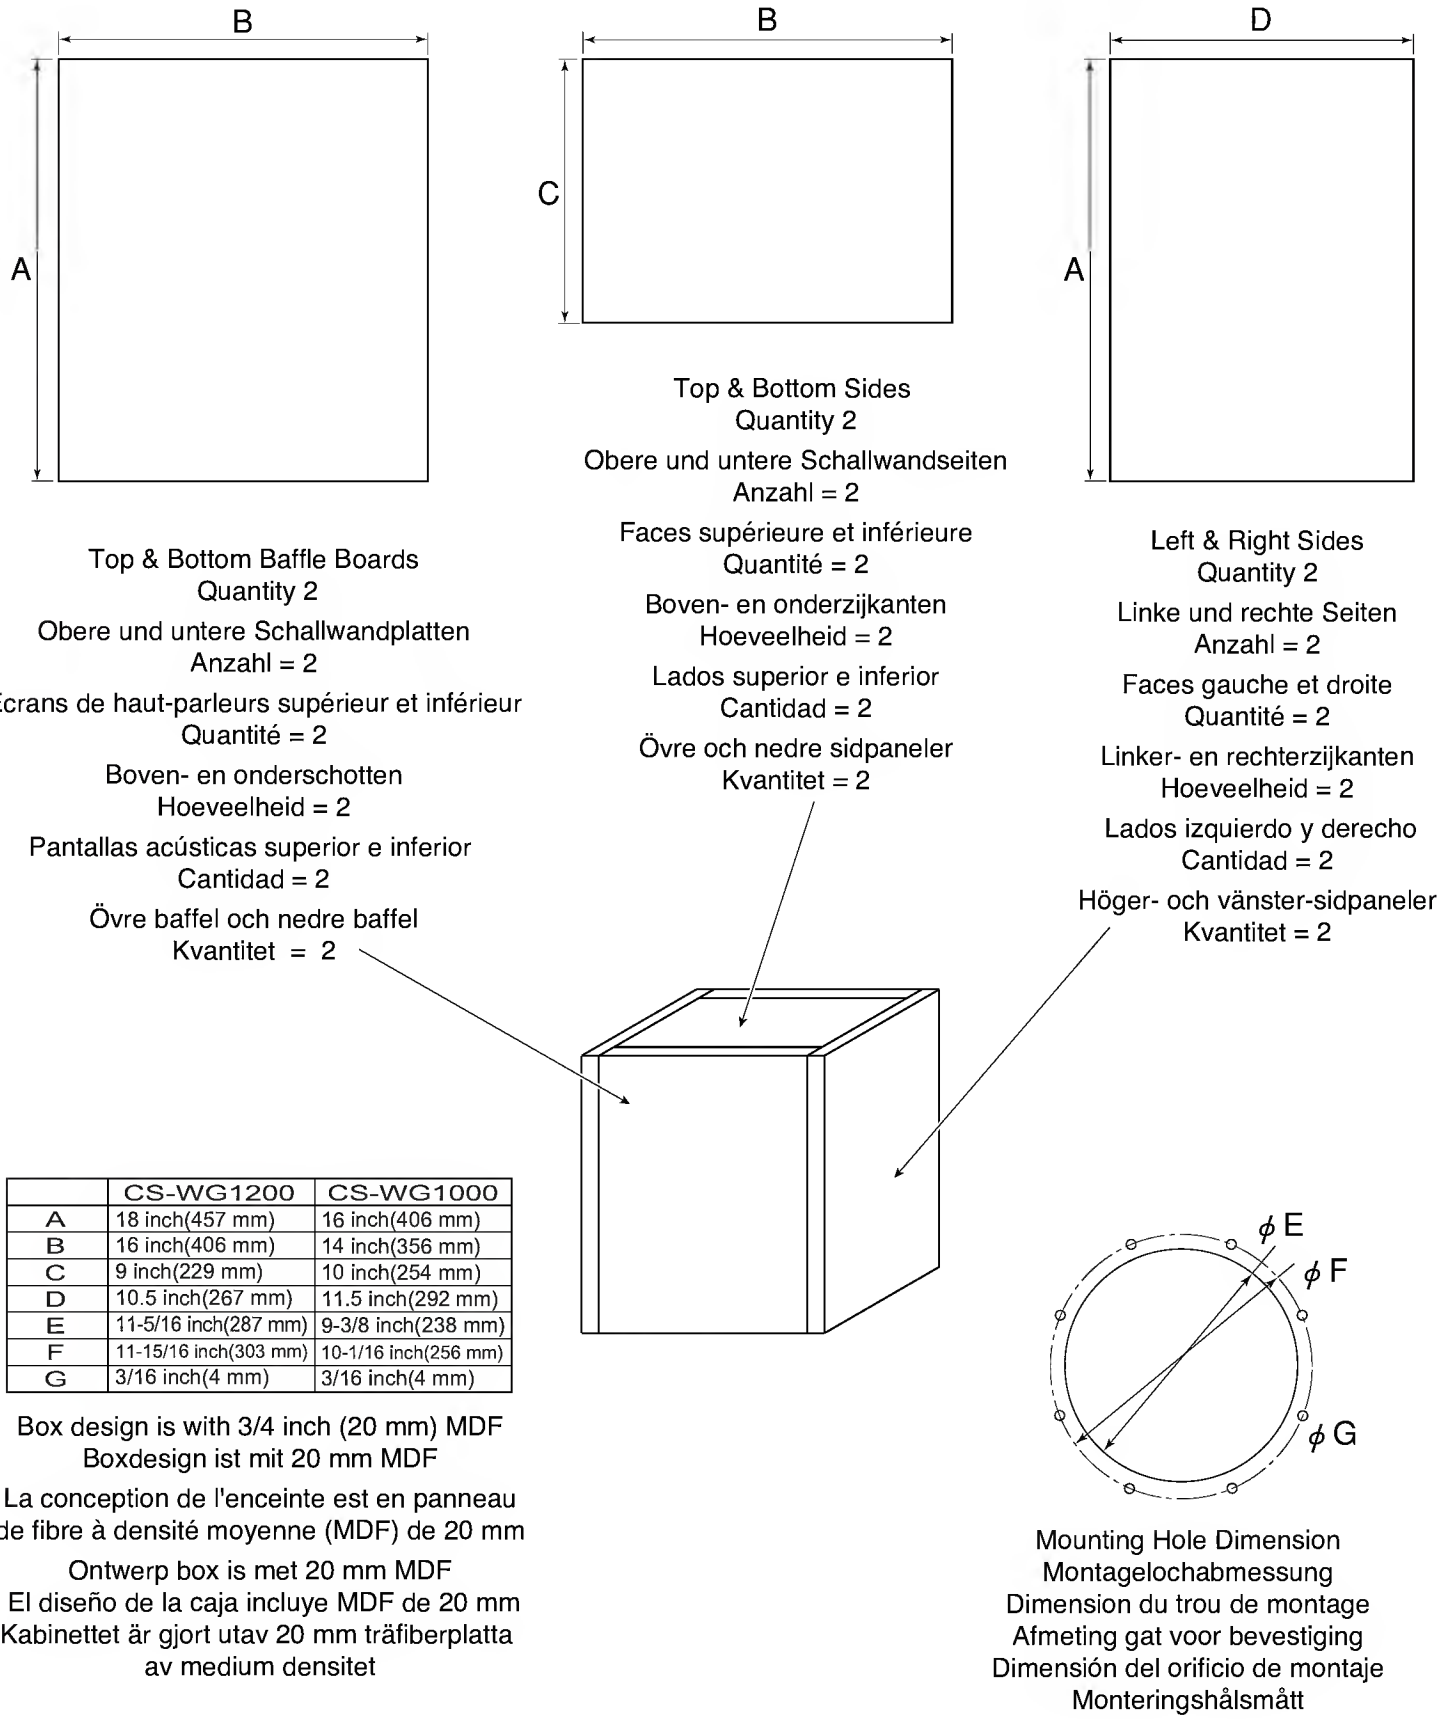 B
A
B
C
D
A
Top & Bottom Baffle Boards
Quantity 2
Obere und untere Schallwandplatten
Anzahl = 2
Ecrans de haut-parleurs supérieur et inférieur
Quantité = 2
Boven- en onderschotten
Hoeveelheid = 2
Pantallas acústicas superior e inferior
Cantidad = 2
Övre baffel och nedre baffel
Kvantitet = 2
Top & Bottom Sides
Quantity 2
Obere und untere Schallwandseiten
Anzahl = 2
Faces supérieure et inférieure
Quantité = 2
Boven- en onderzijkanten
Hoeveelheid = 2
Lados superior e inferior
Cantidad = 2
Övre och nedre sidpaneler
Kvantitet = 2
Left & Right Sides
Quantity 2
Linke und rechte Seiten
Anzahl = 2
Faces gauche et droite
Quantité = 2
Linker- en rechterzijkanten
Hoeveelheid = 2
Lados izquierdo y derecho
Cantidad = 2
Höger- och vänster-sidpaneler
Kvantitet = 2
CS-WG1200 CS-WG1000
A 18 inch(457 mm) 16 inch(406 mm)
B 16 inch(406 mm) 14 inch(356 mm)
C 9 inch(229 mm) 10 inch(254 mm)
D 10.5 inch(267 mm) 11.5 inch(292 mm)
E 11-5/16 inch(287 mm) 9-3/8 inch(238 mm)
F 11-15/16 inch(303 mm) 10-1/16 inch(256 mm)
G 3/16 inch(4 mm) 3/16 inch(4 mm)
Box design is with 3/4 inch (20 mm) MDF
Boxdesign ist mit 20 mm MDF
La conception de l'enceinte est en panneau
de fibre à densité moyenne (MDF) de 20 mm
Ontwerp box is met 20 mm MDF
El diseño de la caja incluye MDF de 20 mm
Kabinettet är gjort utav 20 mm träfiberplatta
av medium densitet
ϕ E
ϕ F
ϕ G
Mounting Hole Dimension
Montagelochabmessung
Dimension du trou de montage
Afmeting gat voor bevestiging
Dimensión del orificio de montaje
Monteringshålsmått